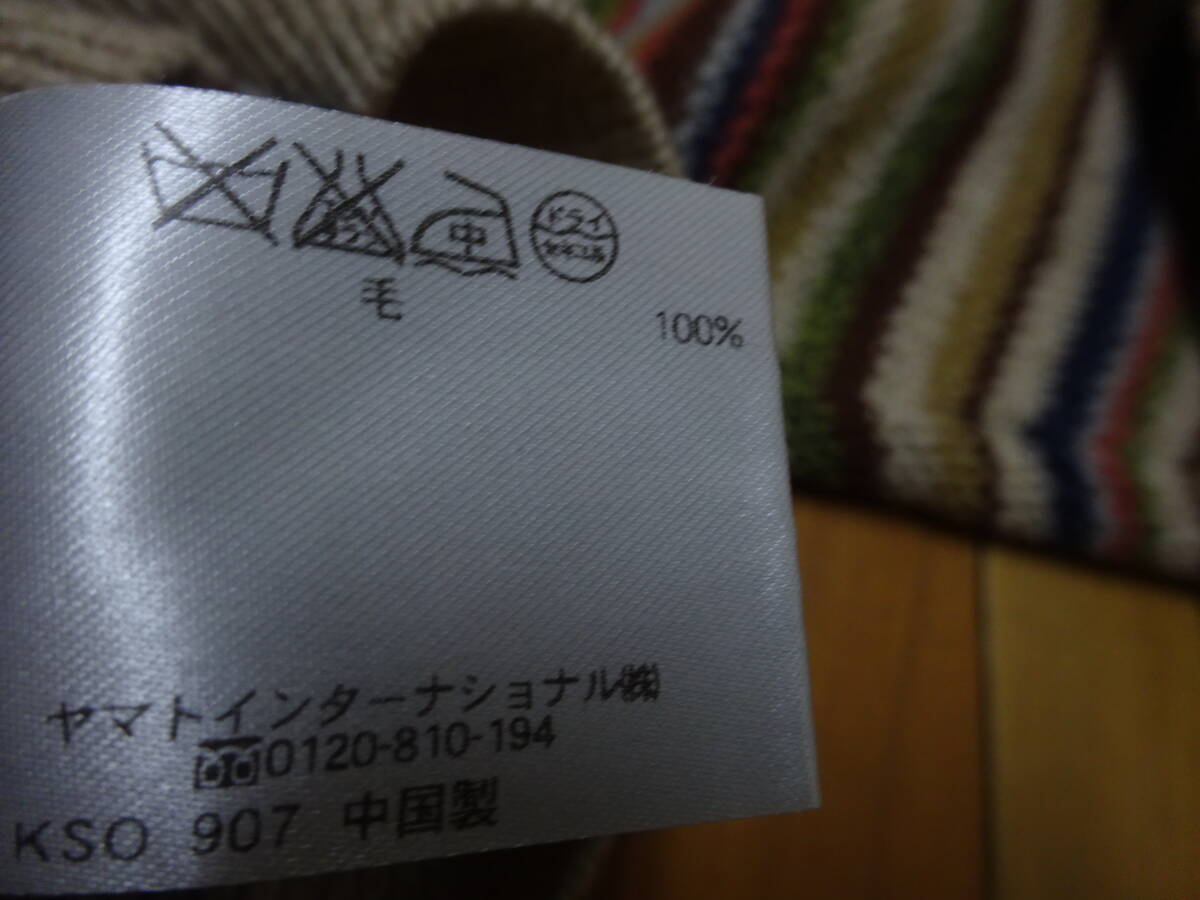 中 ドライ
毛 100%
ヤマトインターナショナル㈱
0120-810-194
KSO 907 中国製